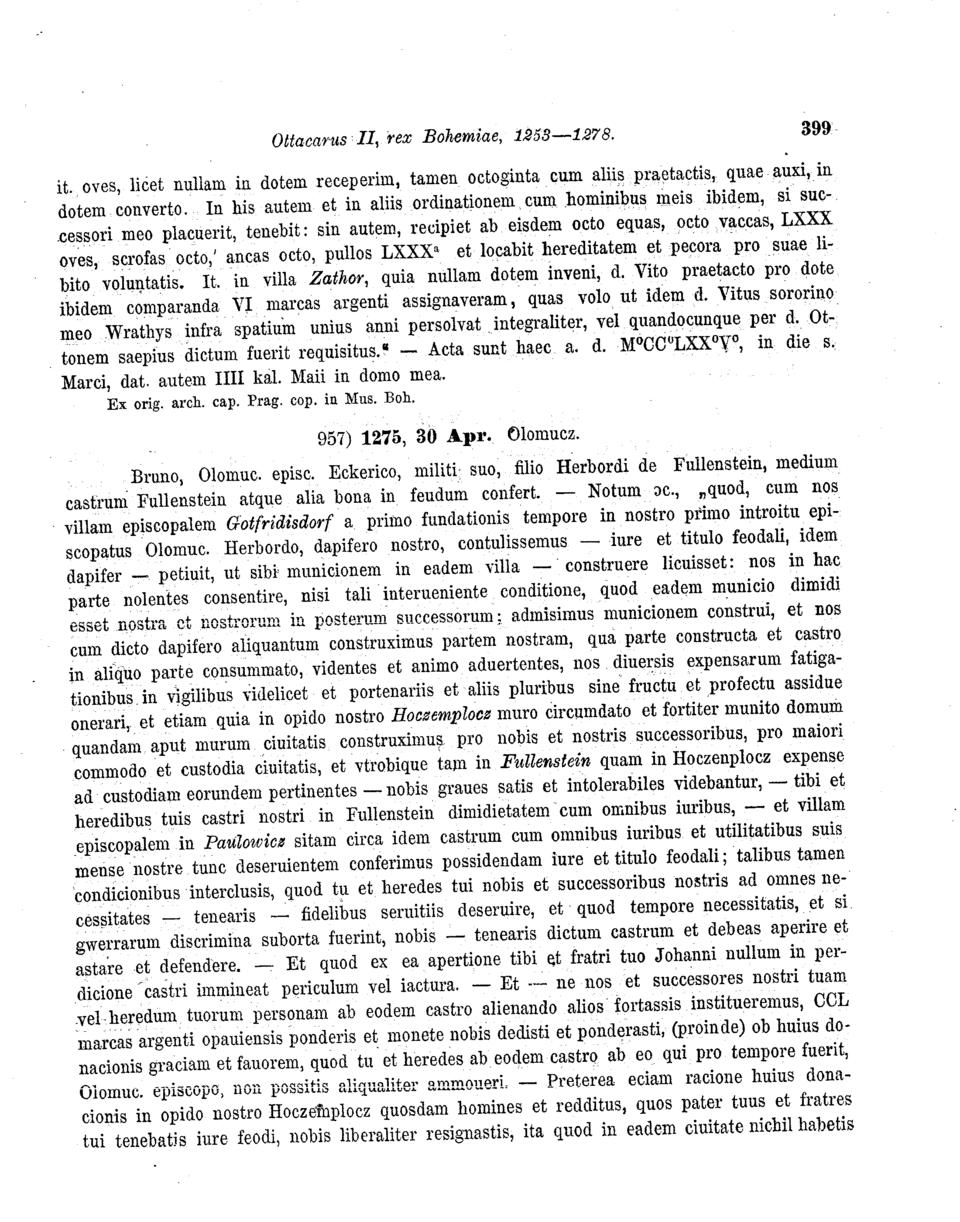 Ottacarus II, rex Bohemiae, 1253—1278. 399
it. oves, licet nullam in dotem receperim, tamen octoginta cum aliis praetactis, quae auxi, in
dotem converto. In his autem et in aliis ordinationem cum hominibus meis ibidem, si suc-
cessori meo placuerit, tenebit: sin autem, recipiet ab eisdem octo equas, octo vaccas, LXXX
oves, scrofas octo, ancas octo, pullos LXXXᵃ et locabit hereditatem et pecora pro suae li-
bito voluntatis. It. in villa Zathor, quia nullam dotem inveni, d. Vito praetacto pro dote
ibidem comparanda VI marcas argenti assignaveram, quas volo ut idem d. Vitus sororino
meo Wrathys infra spatium unius anni persolvat integraliter, vel quandocunque per d. Ot-
tonem saepius dictum fuerit requisitus.“ — Acta sunt haec a. d. MºCCºLXXºVº, in die s.
Marci, dat. autem IIII kal. Maii in domo mea.
Ex orig. arch. cap. Prag. cop. in Mus. Boh.
957) 1275, 30 Apr. Olomucz.
Bruno, Olomuc. episc. Eckerico, militi suo, filio Herbordi de Fullenstein, medium
castrum Fullenstein atque alia bona in feudum confert. — Notum ɔc., „quod, cum nos
villam episcopalem Gotfridisdorf a primo fundationis tempore in nostro primo introitu epi-
scopatus Olomuc. Herbordo, dapifero nostro, contulissemus — iure et titulo feodali, idem
dapifer — petiuit, ut sibi municionem in eadem villa — construere licuisset: nos in hac
parte nolentes consentire, nisi tali interueniente conditione, quod eadem municio dimidi
esset nostra et nostrorum in posterum successorum; admisimus municionem construi, et nos
cum dicto dapifero aliquantum construximus partem nostram, qua parte constructa et castro
in aliquo parte consummato, videntes et animo aduertentes, nos diuersis expensarum fatiga-
tionibus in vigilibus videlicet et portenariis et aliis pluribus sine fructu et profectu assidue
onerari, et etiam quia in opido nostro Hoczemplocz muro circumdato et fortiter munito domum
quandam aput murum ciuitatis construximus pro nobis et nostris successoribus, pro maiori
commodo et custodia ciuitatis, et vtrobique tam in Fullenstein quam in Hoczenplocz expense
ad custodiam eorundem pertinentes — nobis graues satis et intolerabiles videbantur, — tibi et
heredibus tuis castri nostri in Fullenstein dimidietatem cum omnibus iuribus, — et villam
episcopalem in Paulowicz sitam circa idem castrum cum omnibus iuribus et utilitatibus suis
mense nostre tunc deseruientem conferimus possidendam iure et titulo feodali; talibus tamen
condicionibus interclusis, quod tu et heredes tui nobis et successoribus nostris ad omnes ne-
cessitates — tenearis — fidelibus seruitiis deseruire, et quod tempore necessitatis, et si
gwerrarum discrimina suborta fuerint, nobis — tenearis dictum castrum et debeas aperire et
astare et defendere. — Et quod ex ea apertione tibi et fratri tuo Johanni nullum in per-
dicione castri immineat periculum vel iactura. — Et — ne nos et successores nostri tuam
vel heredum tuorum personam ab eodem castro alienando alios fortassis institueremus, CCL
marcas argenti opauiensis ponderis et monete nobis dedisti et ponderasti, (proinde) ob huius do-
nacionis graciam et fauorem, quod tu et heredes ab eodem castro ab eo qui pro tempore fuerit,
Olomuc. episcopo, non possitis aliqualiter ammoueri. — Preterea eciam racione huius dona-
cionis in opido nostro Hoczemplocz quosdam homines et redditus, quos pater tuus et fratres
tui tenebatis iure feodi, nobis liberaliter resignastis, ita quod in eadem ciuitate nichil habetis